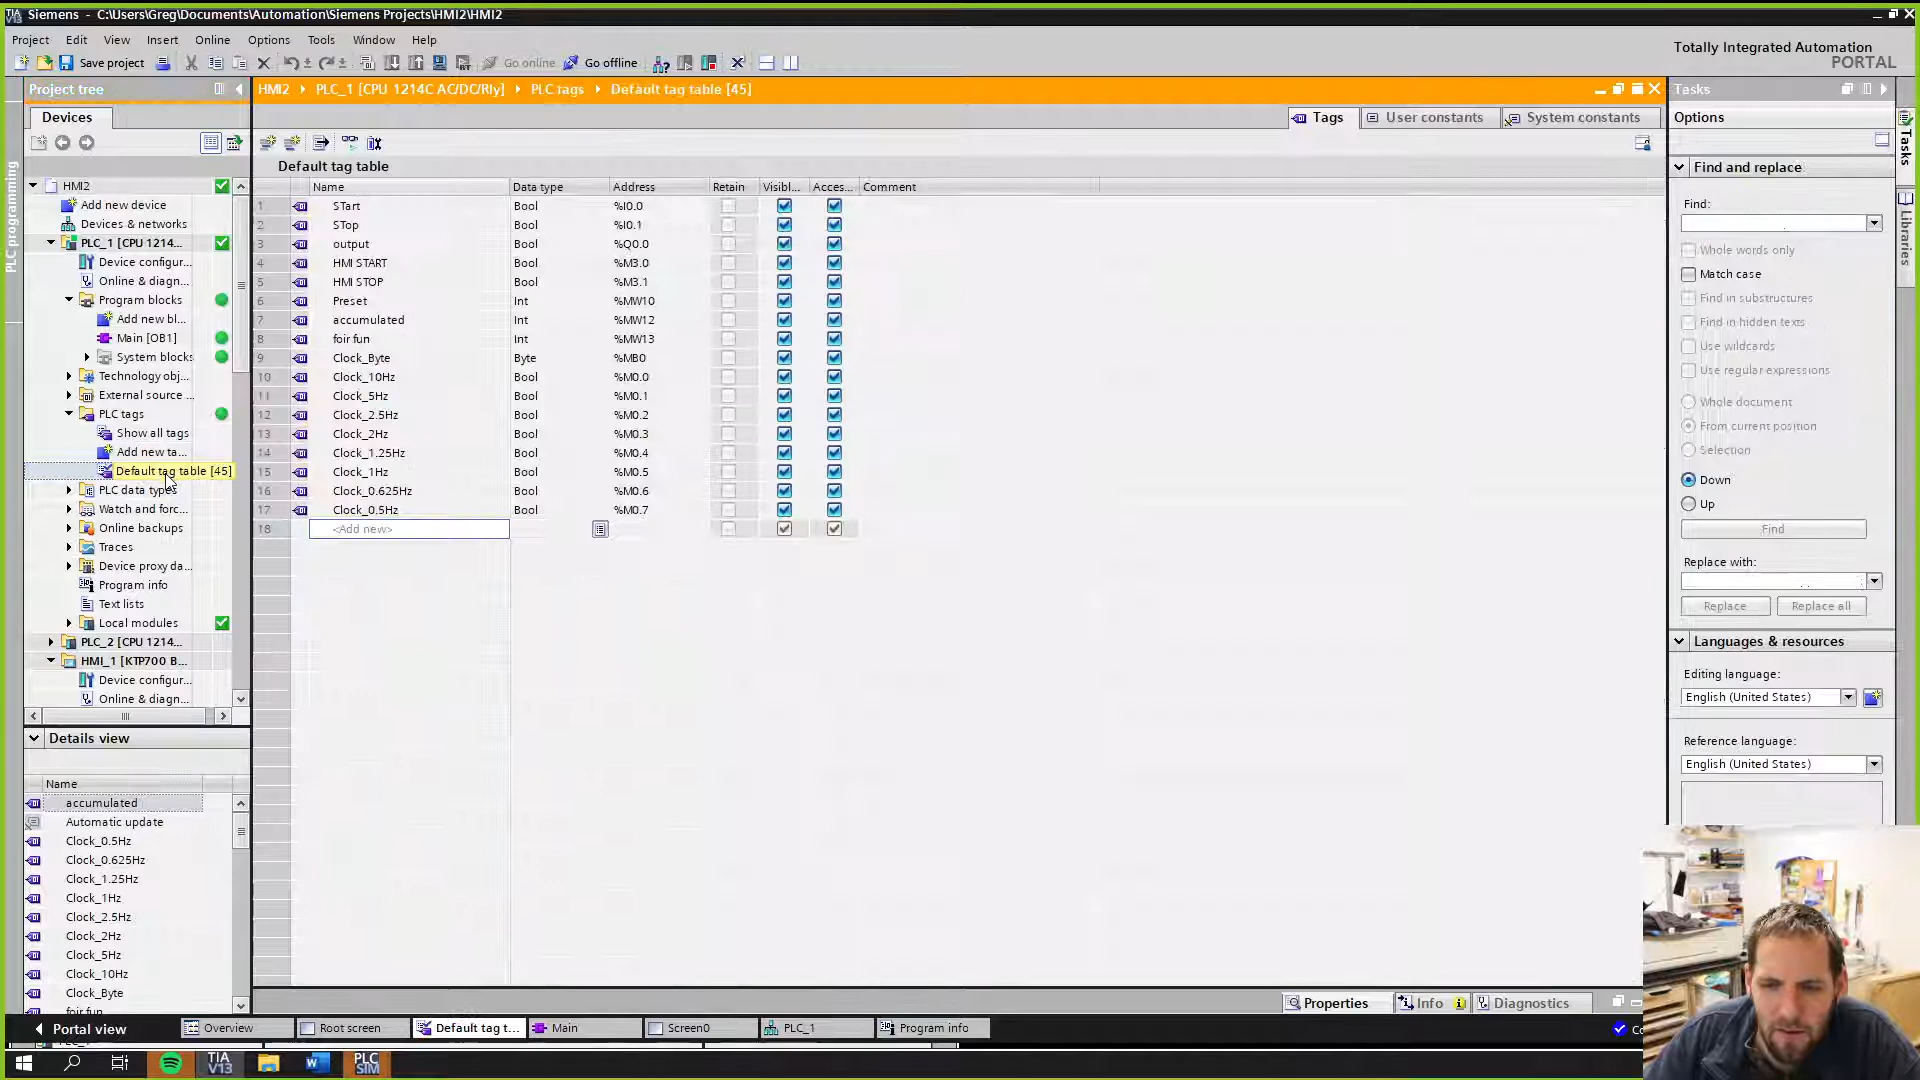 Siemens - C:\Users\Greg\Documents\Automation\Siemens Projects\HMI2\HMI2
Project Edit View Insert Online Options Tools Window Help
Save project Go online Go offline
Totally Integrated Automation
PORTAL
Project tree
HMI2 PLC_1 [CPU 1214C AC/DC/Rly] PLC tags Default tag table [45]
Tasks
Devices
Tags User constants System constants
Options
Default tag table
Name Data type Address Retain Visibl... Acces... Comment
1 STart Bool %I0.0
2 STop Bool %I0.1
3 output Bool %Q0.0
4 HMI START Bool %M3.0
5 HMI STOP Bool %M3.1
6 Preset Int %MW10
7 accumulated Int %MW12
8 foir fun Int %MW13
9 Clock_Byte Byte %MB0
10 Clock_10Hz Bool %M0.0
11 Clock_5Hz Bool %M0.1
12 Clock_2.5Hz Bool %M0.2
13 Clock_2Hz Bool %M0.3
14 Clock_1.25Hz Bool %M0.4
15 Clock_1Hz Bool %M0.5
16 Clock_0.625Hz Bool %M0.6
17 Clock_0.5Hz Bool %M0.7
18 <Add new>
PLC programming
HMI2
Add new device
Devices & networks
PLC_1 [CPU 1214...
Device configur...
Online & diagn...
Program blocks
Add new bl...
Main [OB1]
System blocks
Technology obj...
External source ...
PLC tags
Show all tags
Add new ta...
Default tag table [45]
PLC data types
Watch and forc...
Online backups
Traces
Device proxy da...
Program info
Text lists
Local modules
PLC_2 [CPU 1214...
HMI_1 [KTP700 B...
Device configur...
Online & diagn...
Details view
Name
accumulated
Automatic update
Clock_0.5Hz
Clock_0.625Hz
Clock_1.25Hz
Clock_1Hz
Clock_2.5Hz
Clock_2Hz
Clock_5Hz
Clock_10Hz
Clock_Byte
foir fun
Find and replace
Find:
Whole words only
Match case
Find in substructures
Find in hidden texts
Use wildcards
Use regular expressions
Whole document
From current position
Selection
Down
Up
Find
Replace with:
Replace Replace all
Languages & resources
Editing language:
English (United States)
Reference language:
English (United States)
Tasks
Libraries
Properties Info Diagnostics
Portal view Overview Root screen Default tag t... Main Screen0 PLC_1 Program info
TIA V13
PLC SIM